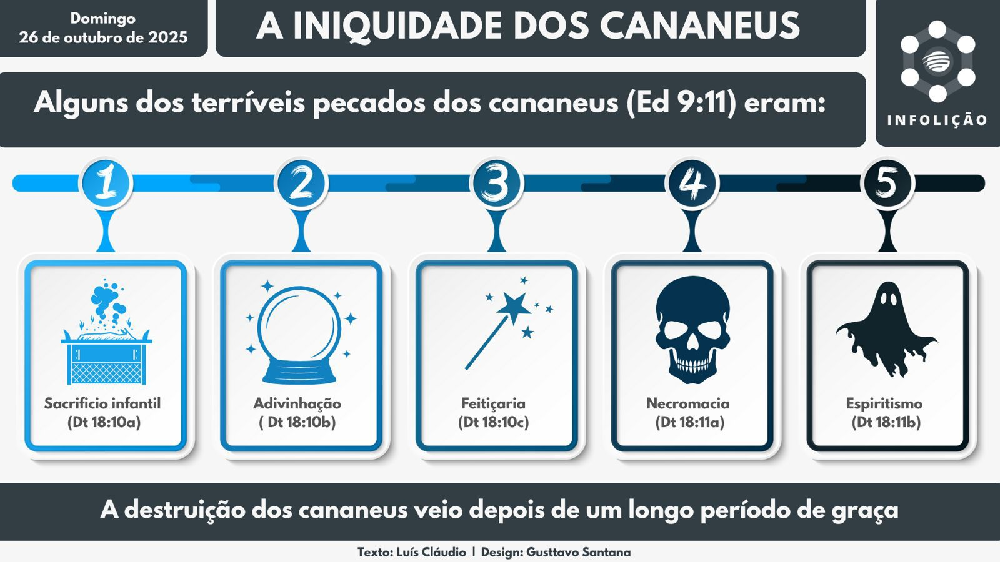 Domingo
26 de outubro de 2025
A INIQUIDADE DOS CANANEUS
INFOLIÇÃO
Alguns dos terríveis pecados dos cananeus (Ed 9:11) eram:
1
2
3
4
5
Sacrificio infantil
(Dt 18:10a)
Adivinhação
( Dt 18:10b)
Feitiçaria
(Dt 18:10c)
Necromacia
(Dt 18:11a)
Espiritismo
(Dt 18:11b)
A destruição dos cananeus veio depois de um longo período de graça
Texto: Luís Cláudio | Design: Gusttavo Santana